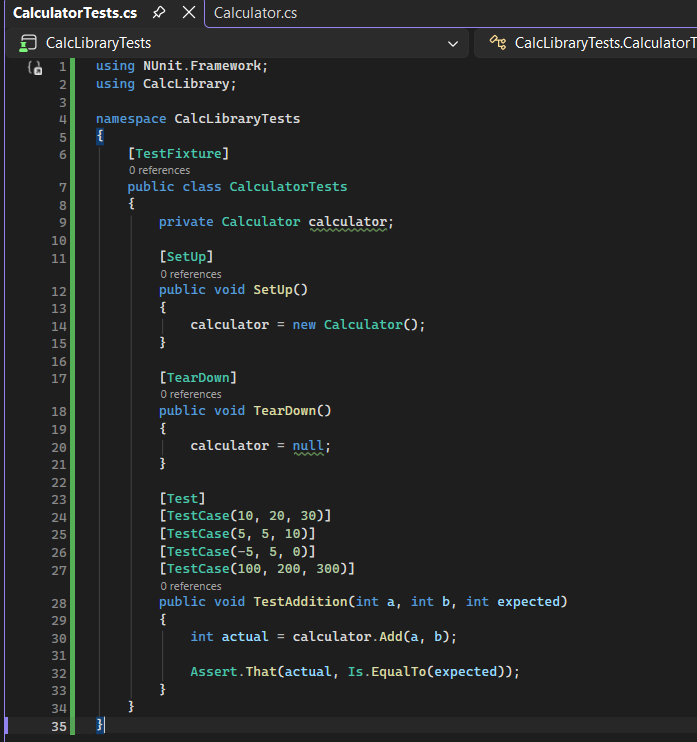 CalculatorTests.cs
Calculator.cs
CalcLibraryTests
CalcLibraryTests.CalculatorT
1 using NUnit.Framework;
2 using CalcLibrary;
3
4 namespace CalcLibraryTests
5 {
6 [TestFixture]
0 references
7 public class CalculatorTests
8 {
9 private Calculator calculator;
10
11 [SetUp]
0 references
12 public void SetUp()
13 {
14 calculator = new Calculator();
15 }
16
17 [TearDown]
0 references
18 public void TearDown()
19 {
20 calculator = null;
21 }
22
23 [Test]
24 [TestCase(10, 20, 30)]
25 [TestCase(5, 5, 10)]
26 [TestCase(-5, 5, 0)]
27 [TestCase(100, 200, 300)]
0 references
28 public void TestAddition(int a, int b, int expected)
29 {
30 int actual = calculator.Add(a, b);
31
32 Assert.That(actual, Is.EqualTo(expected));
33 }
34 }
35 }